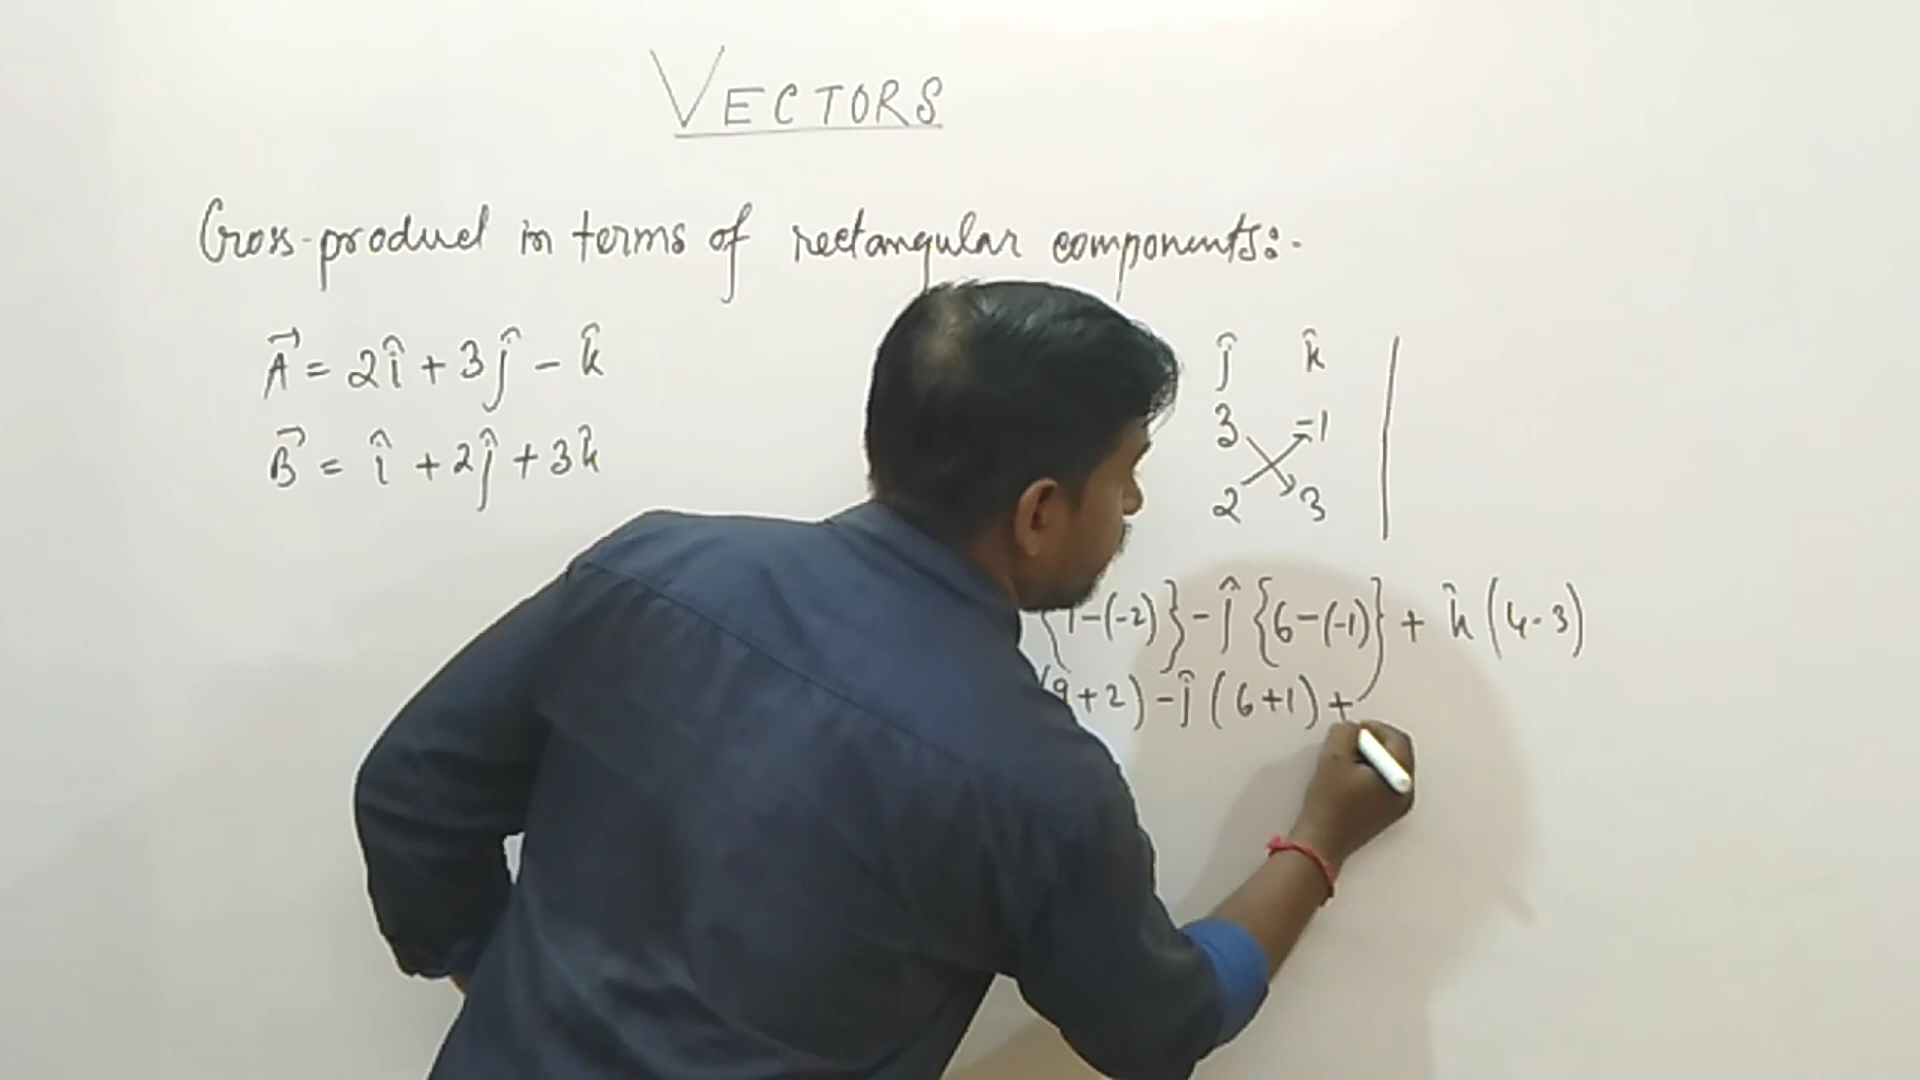 VECTORS
Cross-product in terms of rectangular components:-
A⃗ = 2î + 3ĵ - k̂
B⃗ = î + 2ĵ + 3k̂
ĵ k̂
3 -1
2 3
-(-2)} - ĵ {6-(-1)} + k̂ (4-3)
(9+2) - ĵ (6+1) +